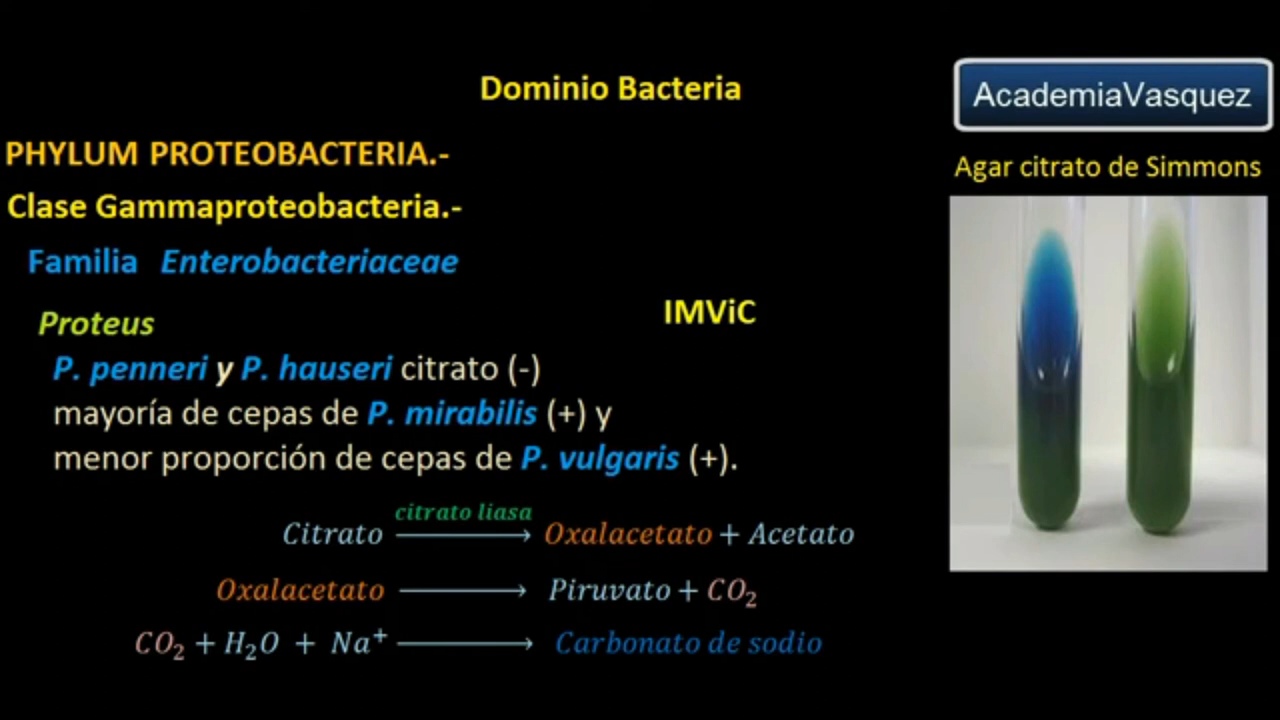 Dominio Bacteria
AcademiaVasquez
PHYLUM PROTEOBACTERIA.-
Agar citrato de Simmons
Clase Gammaproteobacteria.-
Familia Enterobacteriaceae
IMViC
Proteus
P. penneri y P. hauseri citrato (-)
mayoría de cepas de P. mirabilis (+) y
menor proporción de cepas de P. vulgaris (+).
citrato liasa
Citrato ⟶ Oxalacetato + Acetato
Oxalacetato ⟶ Piruvato + CO₂
CO₂ + H₂O + Na⁺ ⟶ Carbonato de sodio